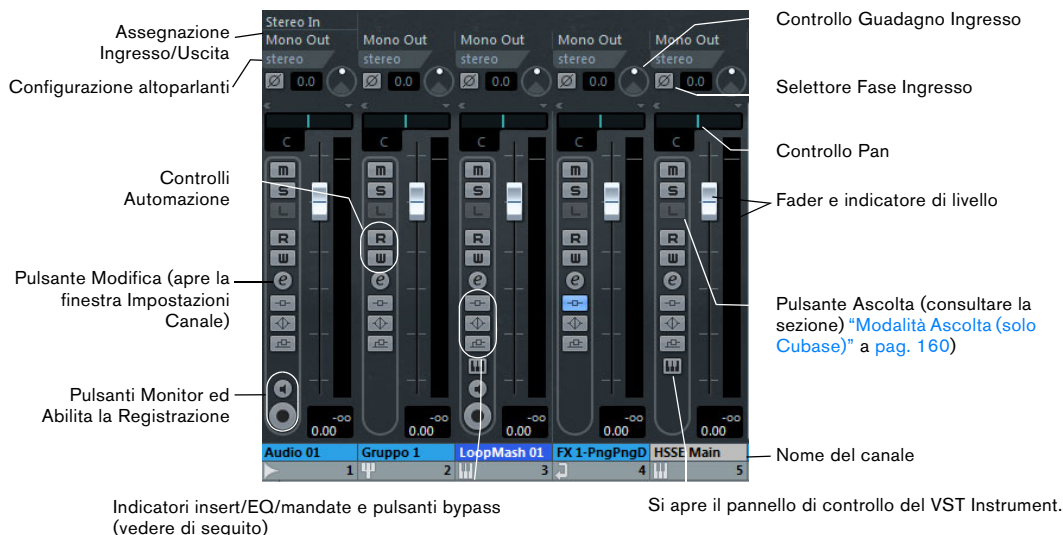 Assegnazione
Ingresso/Uscita
Configurazione altoparlanti
Controlli
Automazione
Pulsante Modifica (apre la
finestra Impostazioni
Canale)
Pulsanti Monitor ed
Abilita la Registrazione
Stereo In
Mono Out Mono Out Mono Out Mono Out Mono Out
stereo stereo stereo stereo stereo
Ø 0.0 Ø 0.0 Ø 0.0 Ø 0.0 Ø 0.0
C C C C C
m m m m m
S S S S S
L L L L L
R R R R R
W W W W W
e e e e e
-oo -oo -oo -oo -oo
0.00 0.00 0.00 0.00 0.00
Audio 01 Gruppo 1 LoopMash 01 FX 1-PngPngD HSSE Main
1 2 3 4 5
Controllo Guadagno Ingresso
Selettore Fase Ingresso
Controllo Pan
Fader e indicatore di livello
Pulsante Ascolta (consultare la
sezione) “Modalità Ascolta (solo
Cubase)” a pag. 160)
Nome del canale
Indicatori insert/EQ/mandate e pulsanti bypass
(vedere di seguito)
Si apre il pannello di controllo del VST Instrument.